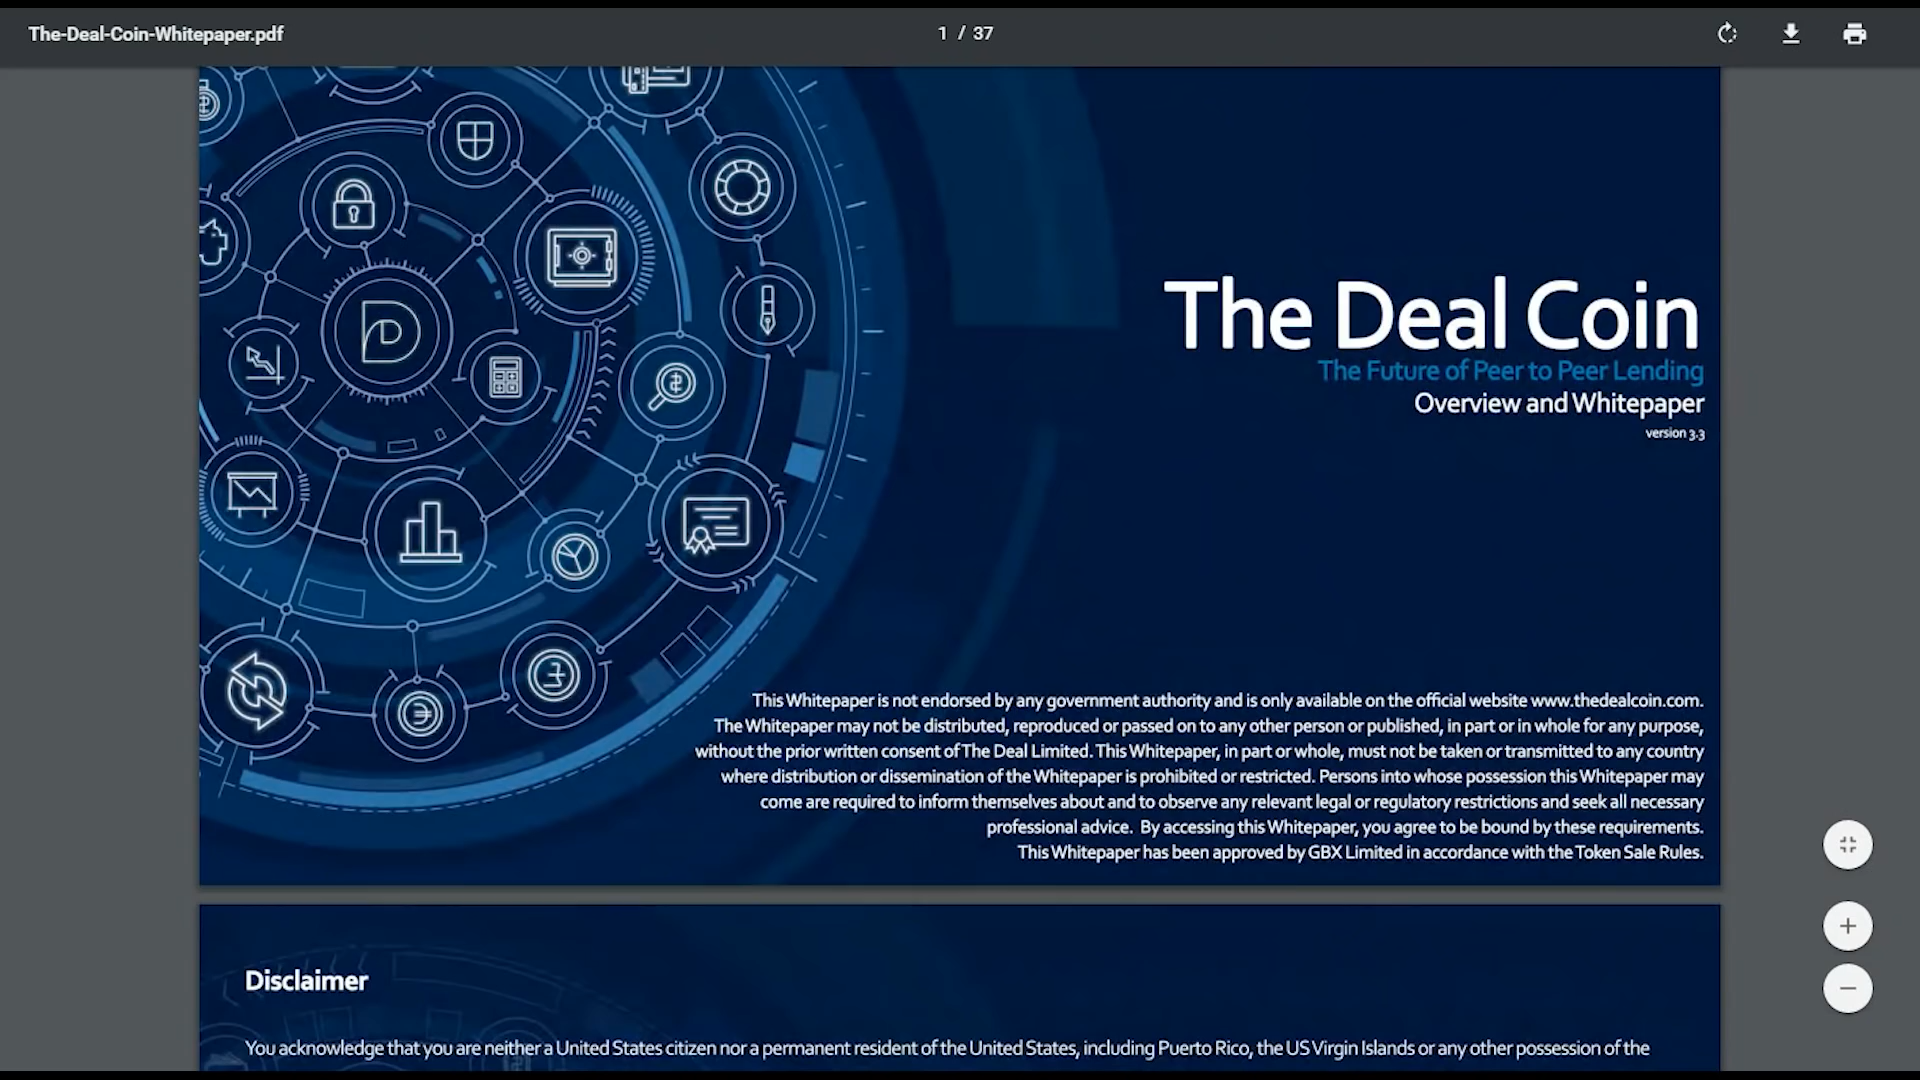 The-Deal-Coin-Whitepaper.pdf
1 / 37
The Deal Coin
The Future of Peer to Peer Lending
Overview and Whitepaper
version 3.3
This Whitepaper is not endorsed by any government authority and is only available on the official website www.thedealcoin.com.
The Whitepaper may not be distributed, reproduced or passed on to any other person or published, in part or in whole for any purpose,
without the prior written consent of The Deal Limited. This Whitepaper, in part or whole, must not be taken or transmitted to any country
where distribution or dissemination of the Whitepaper is prohibited or restricted. Persons into whose possession this Whitepaper may
come are required to inform themselves about and to observe any relevant legal or regulatory restrictions and seek all necessary
professional advice. By accessing this Whitepaper, you agree to be bound by these requirements.
This Whitepaper has been approved by GBX Limited in accordance with the Token Sale Rules.
Disclaimer
You acknowledge that you are neither a United States citizen nor a permanent resident of the United States, including Puerto Rico, the US Virgin Islands or any other possession of the